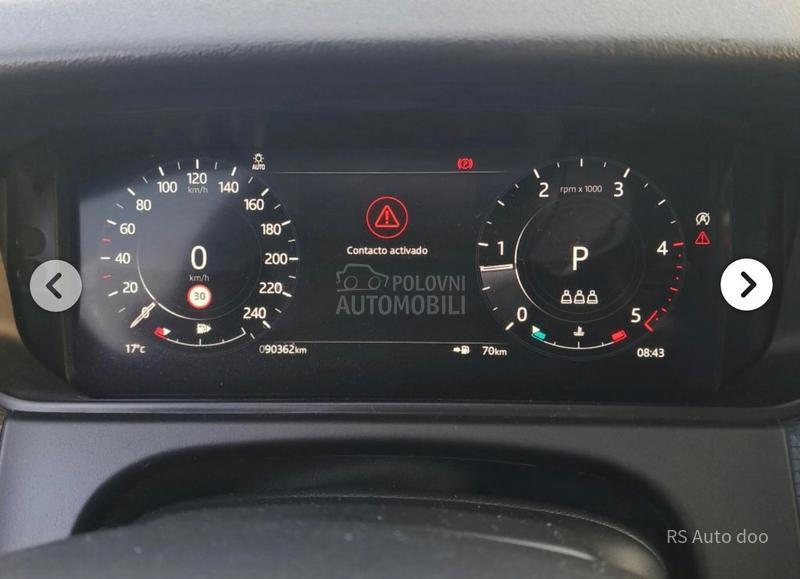 AUTO
(P)
100 120 140
km/h
80 160
60 180
40 200
20 220
240
0
km/h
30
Contacto activado
POLOVNI
AUTOMOBILI
2 rpm x 1000 3
1 4
0 5
P
17°C
090362km
70km
08:43
RS Auto doo